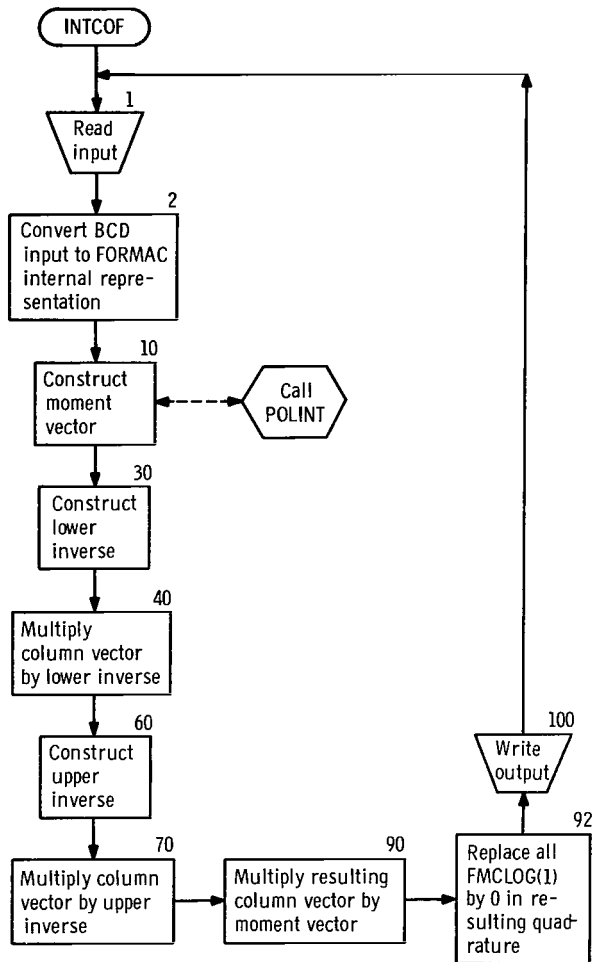 INTCOF
1
Read
input
2
Convert BCD
input to FORMAC
internal repre-
sentation
10
Construct
moment
vector
Call
POLINT
30
Construct
lower
inverse
40
Multiply
column vector
by lower inverse
60
Construct
upper
inverse
70
Multiply column
vector by upper
inverse
90
Multiply resulting
column vector by
moment vector
92
Replace all
FMCLOG(1)
by 0 in re-
sulting quad-
rature
100
Write
output